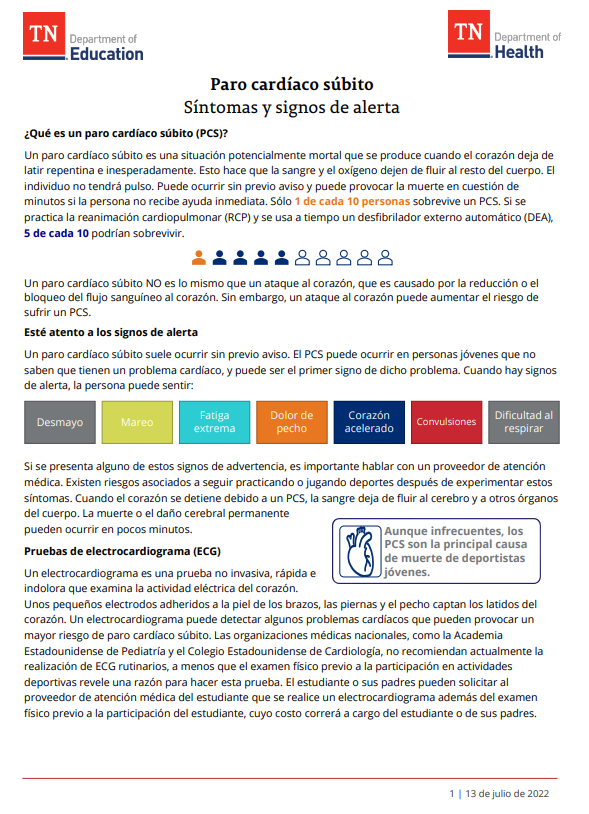 TN Department of Education
TN Department of Health
Paro cardíaco súbito
Síntomas y signos de alerta
¿Qué es un paro cardíaco súbito (PCS)?
Un paro cardíaco súbito es una situación potencialmente mortal que se produce cuando el corazón deja de
latir repentina e inesperadamente. Esto hace que la sangre y el oxígeno dejen de fluir al resto del cuerpo. El
individuo no tendrá pulso. Puede ocurrir sin previo aviso y puede provocar la muerte en cuestión de
minutos si la persona no recibe ayuda inmediata. Sólo 1 de cada 10 personas sobrevive un PCS. Si se
practica la reanimación cardiopulmonar (RCP) y se usa a tiempo un desfibrilador externo automático (DEA),
5 de cada 10 podrían sobrevivir.
Un paro cardíaco súbito NO es lo mismo que un ataque al corazón, que es causado por la reducción o el
bloqueo del flujo sanguíneo al corazón. Sin embargo, un ataque al corazón puede aumentar el riesgo de
sufrir un PCS.
Esté atento a los signos de alerta
Un paro cardíaco súbito suele ocurrir sin previo aviso. El PCS puede ocurrir en personas jóvenes que no
saben que tienen un problema cardíaco, y puede ser el primer signo de dicho problema. Cuando hay signos
de alerta, la persona puede sentir:
Desmayo
Mareo
Fatiga
extrema
Dolor de
pecho
Corazón
acelerado
Convulsiones
Dificultad al
respirar
Si se presenta alguno de estos signos de advertencia, es importante hablar con un proveedor de atención
médica. Existen riesgos asociados a seguir practicando o jugando deportes después de experimentar estos
síntomas. Cuando el corazón se detiene debido a un PCS, la sangre deja de fluir al cerebro y a otros órganos
del cuerpo. La muerte o el daño cerebral permanente
pueden ocurrir en pocos minutos.
Aunque infrecuentes, los
PCS son la principal causa
de muerte de deportistas
jóvenes.
Pruebas de electrocardiograma (ECG)
Un electrocardiograma es una prueba no invasiva, rápida e
indolora que examina la actividad eléctrica del corazón.
Unos pequeños electrodos adheridos a la piel de los brazos, las piernas y el pecho captan los latidos del
corazón. Un electrocardiograma puede detectar algunos problemas cardíacos que pueden provocar un
mayor riesgo de paro cardíaco súbito. Las organizaciones médicas nacionales, como la Academia
Estadounidense de Pediatría y el Colegio Estadounidense de Cardiología, no recomiendan actualmente la
realización de ECG rutinarios, a menos que el examen físico previo a la participación en actividades
deportivas revele una razón para hacer esta prueba. El estudiante o sus padres pueden solicitar al
proveedor de atención médica del estudiante que se realice un electrocardiograma además del examen
físico previo a la participación del estudiante, cuyo costo correrá a cargo del estudiante o de sus padres.
1 | 13 de julio de 2022